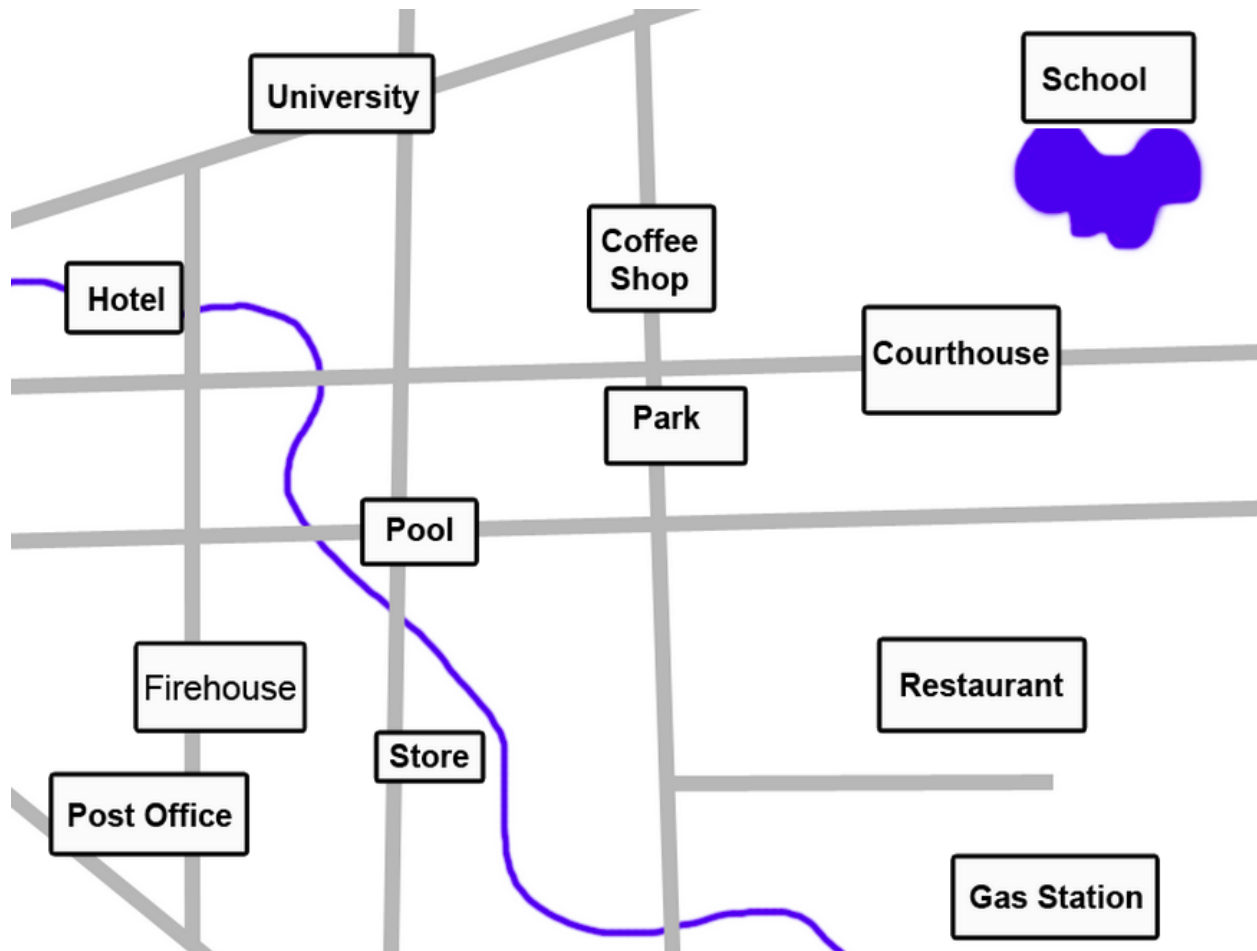 University
School
Coffee
Shop
Hotel
Courthouse
Park
Pool
Firehouse
Restaurant
Store
Post Office
Gas Station